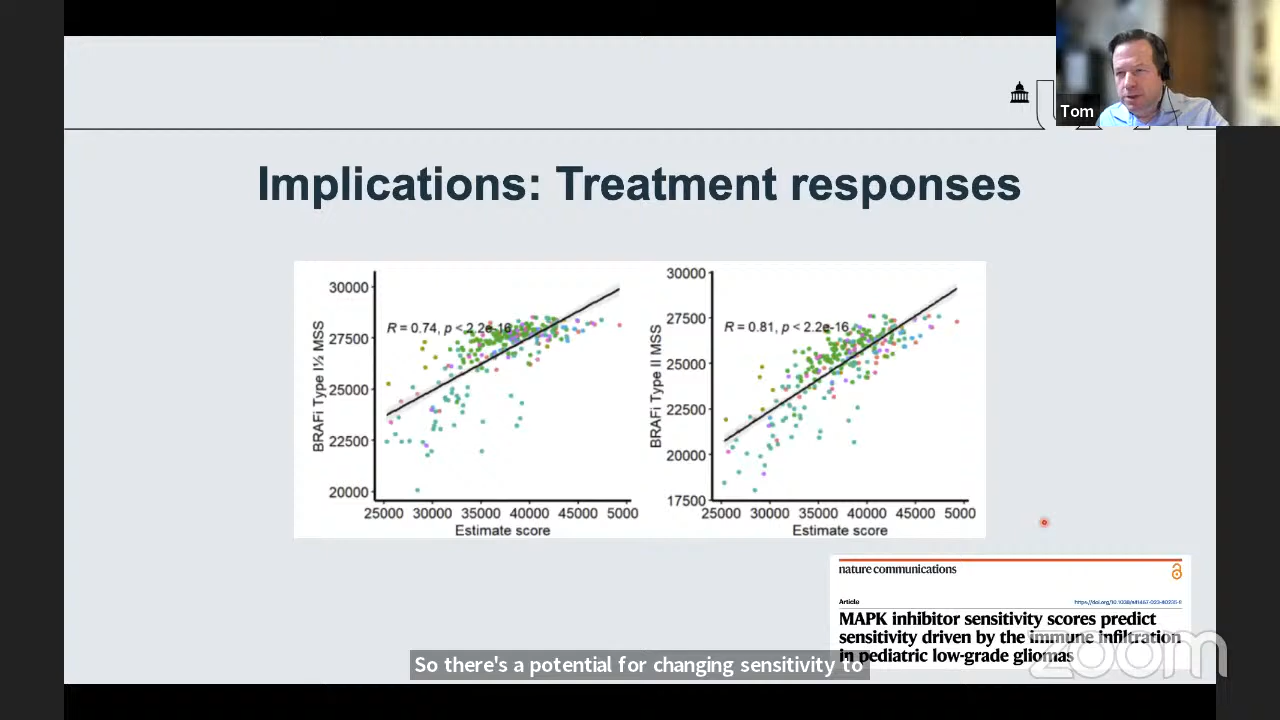 Tom
Implications: Treatment responses
BRAFi Type I½ MSS
30000
27500
25000
22500
20000
R = 0.74, p < 2.2e-16
25000 30000 35000 40000 45000 5000
Estimate score
BRAFi Type II MSS
30000
27500
25000
22500
20000
17500
R = 0.81, p < 2.2e-16
25000 30000 35000 40000 45000 5000
Estimate score
nature communications
Article
MAPK inhibitor sensitivity scores predict
sensitivity driven by the immune infiltration
in pediatric low-grade gliomas
zoom
So there's a potential for changing sensitivity to